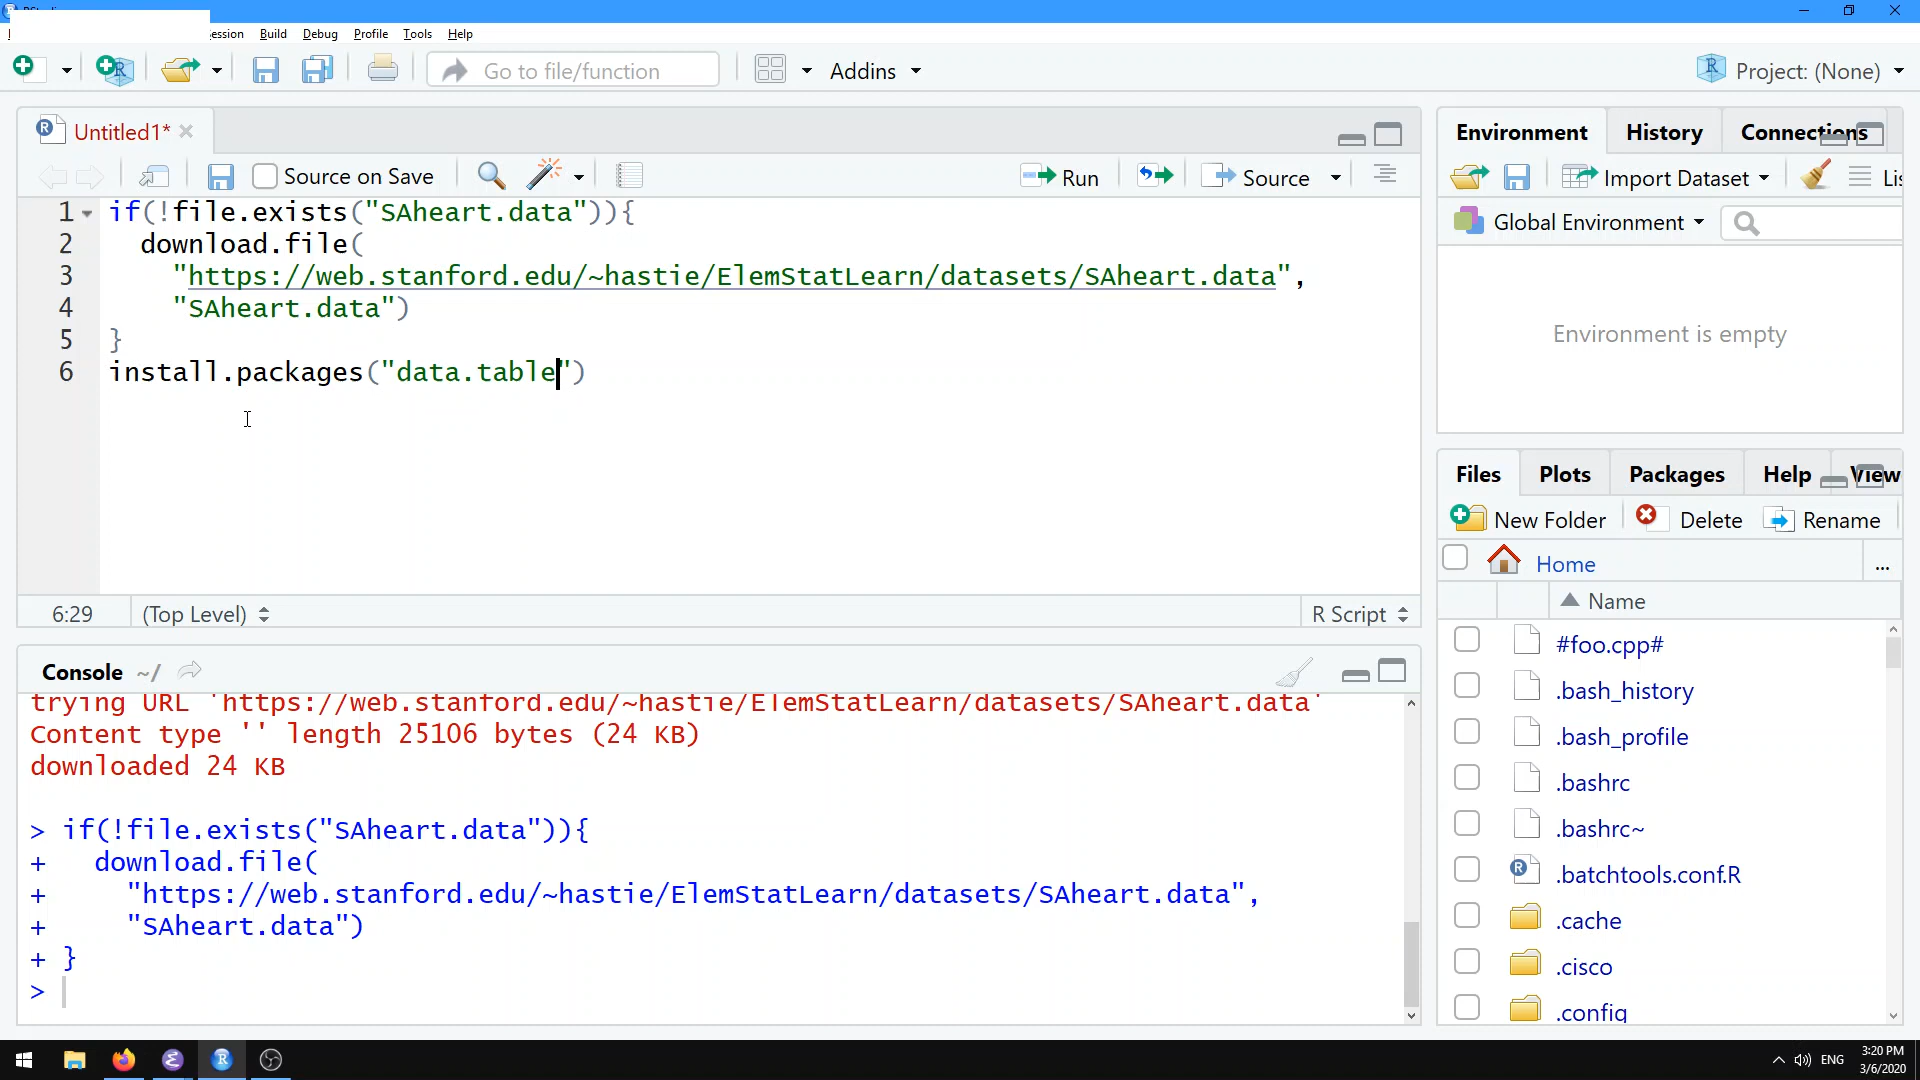 ession Build Debug Profile Tools Help
Go to file/function
Addins
Project: (None)
Untitled1*
Source on Save
Run
Source
1 if(!file.exists("SAheart.data")){
2 download.file(
3 "https://web.stanford.edu/~hastie/ElemStatLearn/datasets/SAheart.data",
4 "SAheart.data")
5 }
6 install.packages("data.table")
6:29 (Top Level) R Script
Console ~/
trying URL 'https://web.stanford.edu/~hastie/ElemStatLearn/datasets/SAheart.data'
Content type '' length 25106 bytes (24 KB)
downloaded 24 KB
> if(!file.exists("SAheart.data")){
+ download.file(
+ "https://web.stanford.edu/~hastie/ElemStatLearn/datasets/SAheart.data",
+ "SAheart.data")
+ }
>
Environment History Connections
Import Dataset Lis
Global Environment
Environment is empty
Files Plots Packages Help View
New Folder Delete Rename
Home ...
Name
#foo.cpp#
.bash_history
.bash_profile
.bashrc
.bashrc~
.batchtools.conf.R
.cache
.cisco
.config
ENG
3:20 PM
3/6/2020